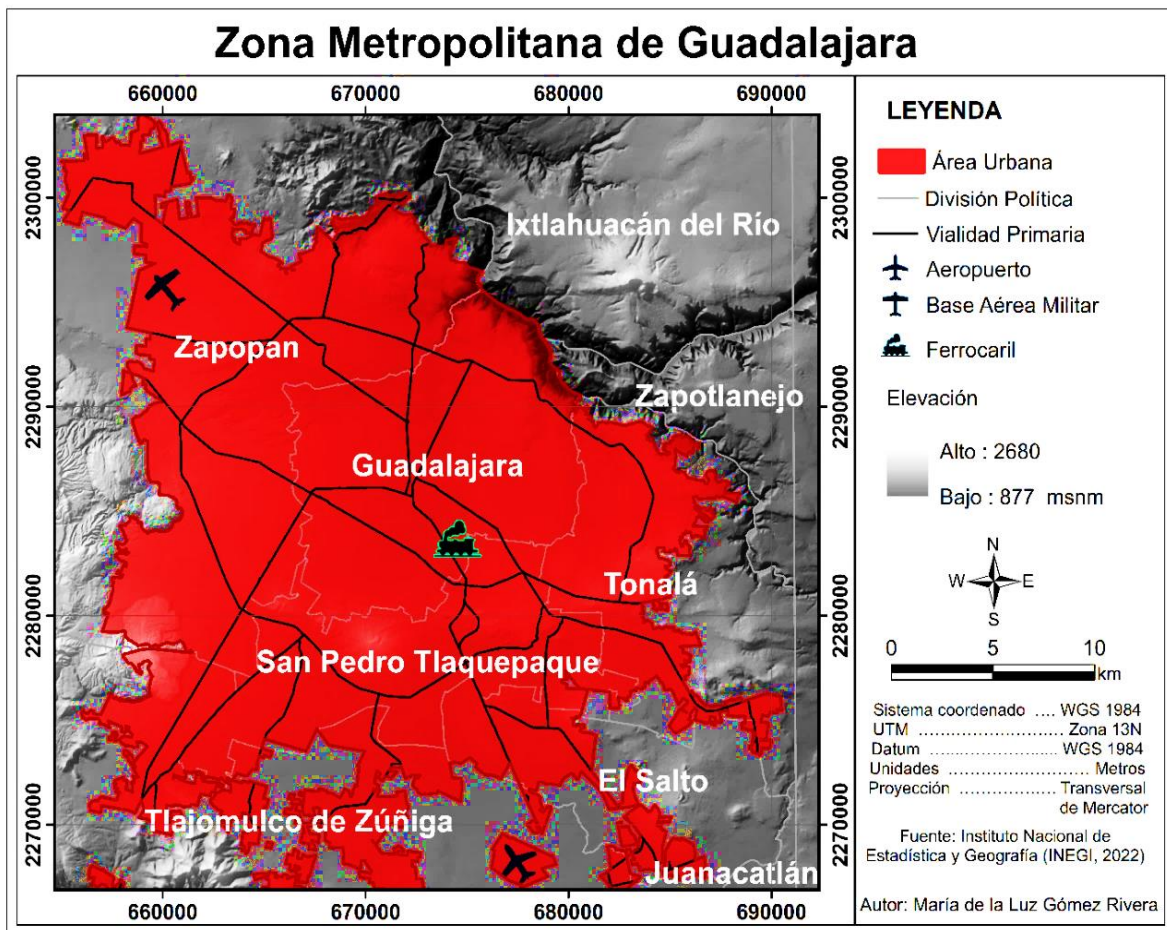 Zona Metropolitana de Guadalajara
660000 670000 680000 690000
2300000 2300000
Ixtlahuacán del Río
Zapopan
2290000 2290000
Zapotlanejo
Guadalajara
Tonalá
2280000 2280000
San Pedro Tlaquepaque
El Salto
Tlajomulco de Zúñiga
2270000 2270000
Juanacatlán
660000 670000 680000 690000
LEYENDA
Área Urbana
División Política
Vialidad Primaria
Aeropuerto
Base Aérea Militar
Ferrocaril
Elevación
Alto : 2680
Bajo : 877 msnm
N
W E
S
0 5 10
km
Sistema coordenado .... WGS 1984
UTM ............................ Zona 13N
Datum ........................ WGS 1984
Unidades ...................... Metros
Proyección ............... Transversal
de Mercator
Fuente: Instituto Nacional de
Estadística y Geografía (INEGI, 2022)
Autor: María de la Luz Gómez Rivera